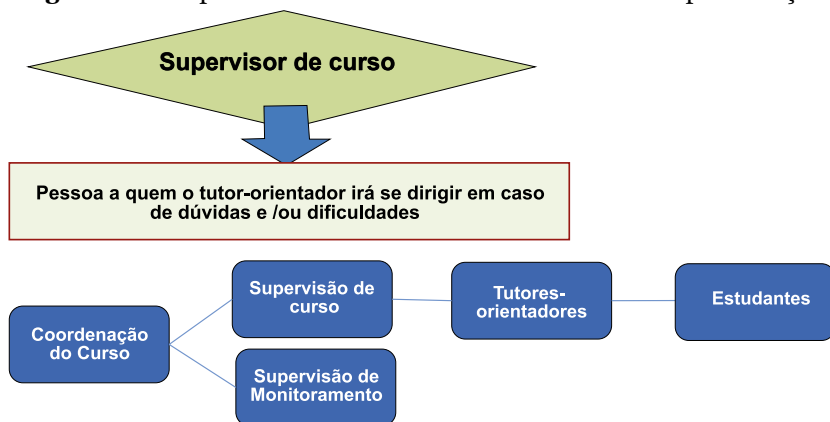 Supervisor de curso
Pessoa a quem o tutor-orientador irá se dirigir em caso
de dúvidas e /ou dificuldades
Coordenação
do Curso
Supervisão de
curso
Supervisão de
Monitoramento
Tutores-
orientadores
Estudantes